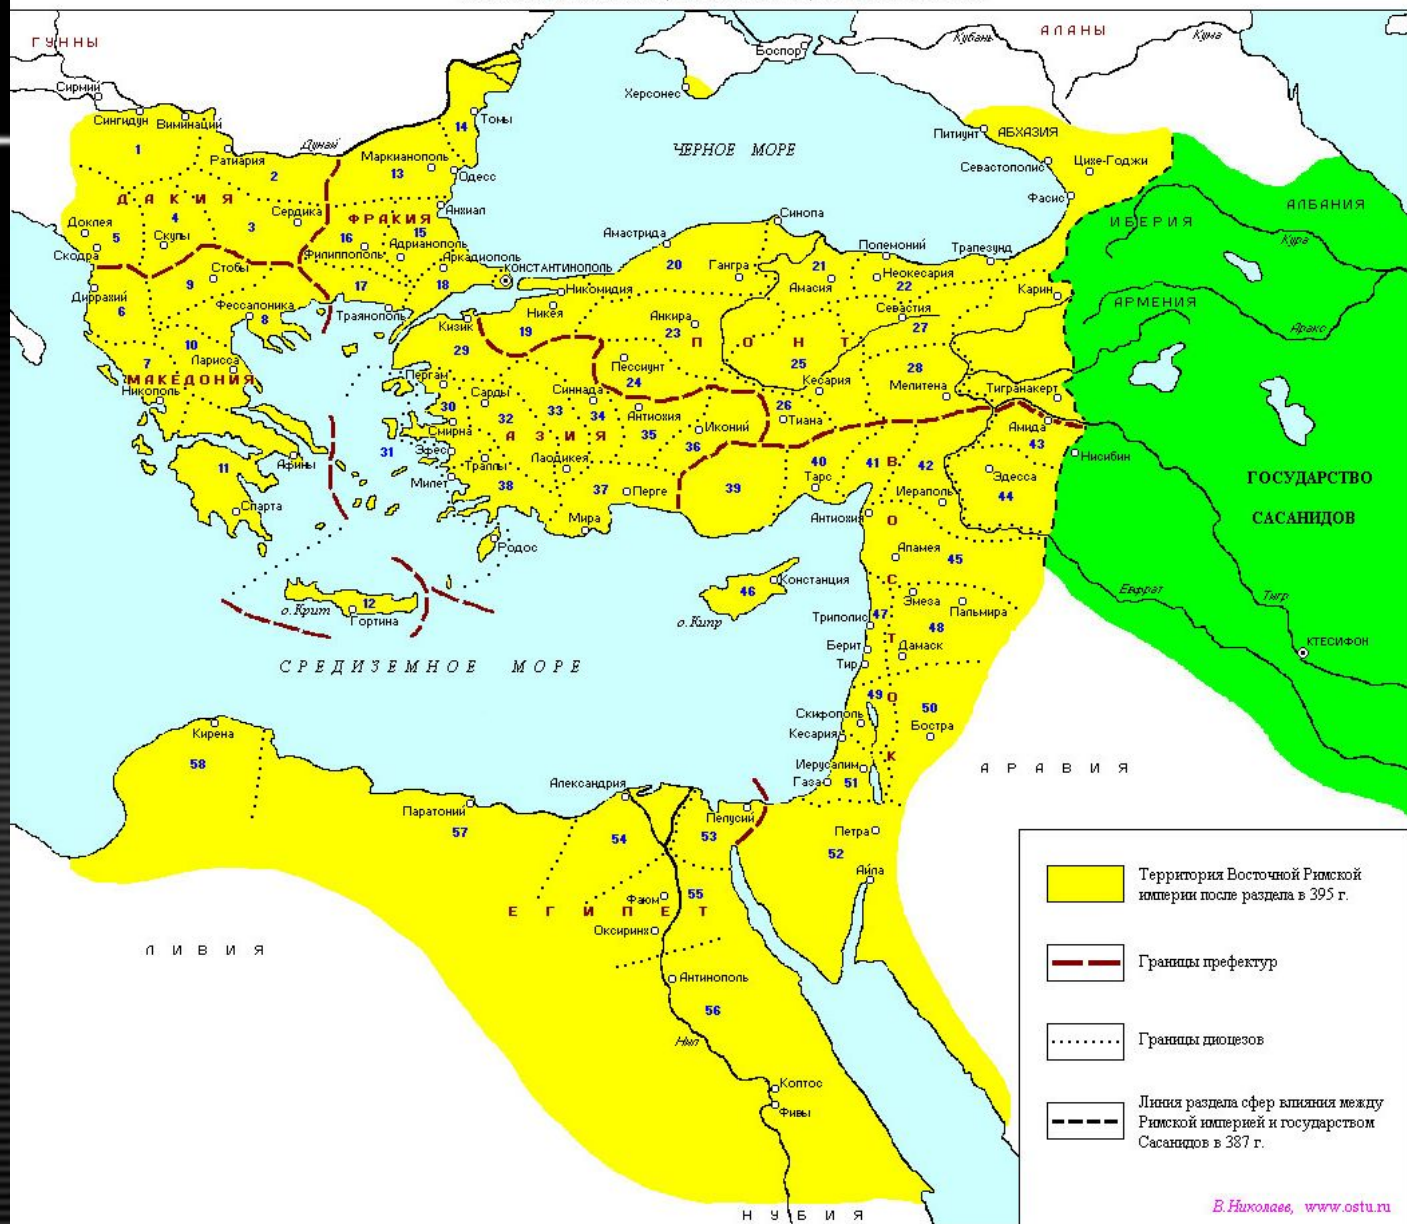 ГУННЫ
АЛАНЫ
Кубань
Кума
Боспор
Сирмий
Херсонес
Сингидун
Виминаций
Томы
14
1
Дунай
Питиунт
АБХАЗИЯ
Ратиария
Маркианополь
ЧЕРНОЕ МОРЕ
Севастополис
Цихе-Годжи
2
13
Одесс
ДАКИЯ
Фасис
АЛБАНИЯ
4
Сердика
ФРАКИЯ
Анхиал
Синопа
ИБЕРИЯ
Доклея
3
16
15
Амастрида
Кура
5
Скупы
Адрианополь
Полемоний
Трапезунд
Скодра
Филиппополь
Аркадиополь
20
Гангра
21
Стобы
КОНСТАНТИНОПОЛЬ
Неокесария
9
17
18
Никомидия
Амасия
22
Карин
АРМЕНИЯ
Диррахий
Фессалоника
Севастия
6
8
Траянополь
Никея
Анкира
27
Аракс
Кизик
19
23
10
29
ПОНТ
7
Ларисса
Пессиунт
25
28
МАКЕДОНИЯ
Пергам
24
Кесария
Мелитена
Тигранакерт
Никополь
Сарды
Синнада
30
32
33
34
Антиохия
26
Тиана
Амида
Смирна
АЗИЯ
35
36
Иконий
43
11
Афины
31
Эфес
Нисибин
Траллы
Лаодикея
40
41
42
Эдесса
Милет
38
37
Перге
39
Тарс
Иераполь
44
ГОСУДАРСТВО
САСАНИДОВ
Спарта
Мира
Антиохия
ВОСТОК
Родос
Апамея
45
Констанция
46
Эмеза
Пальмира
Евфрат
Тигр
о.Крит
12
Гортина
о.Кипр
Триполис
47
48
СРЕДИЗЕМНОЕ МОРЕ
Берит
Дамаск
КТЕСИФОН
Тир
49
50
Скифополь
Кирена
Кесария
Бостра
58
Иерусалим
АРАВИЯ
Александрия
Газа
51
Паратоний
Пелусий
57
54
53
Петра
52
Айла
55
Фаюм
ЕГИПЕТ
Оксиринх
ЛИВИЯ
Антинополь
56
Нил
Коптос
Фивы
НУБИЯ
Территория Восточной Римской
империи после раздела в 395 г.
Границы префектур
Границы диоцезов
Линия раздела сфер влияния между
Римской империей и государством
Сасанидов в 387 г.
В.Николаев, www.ostu.ru